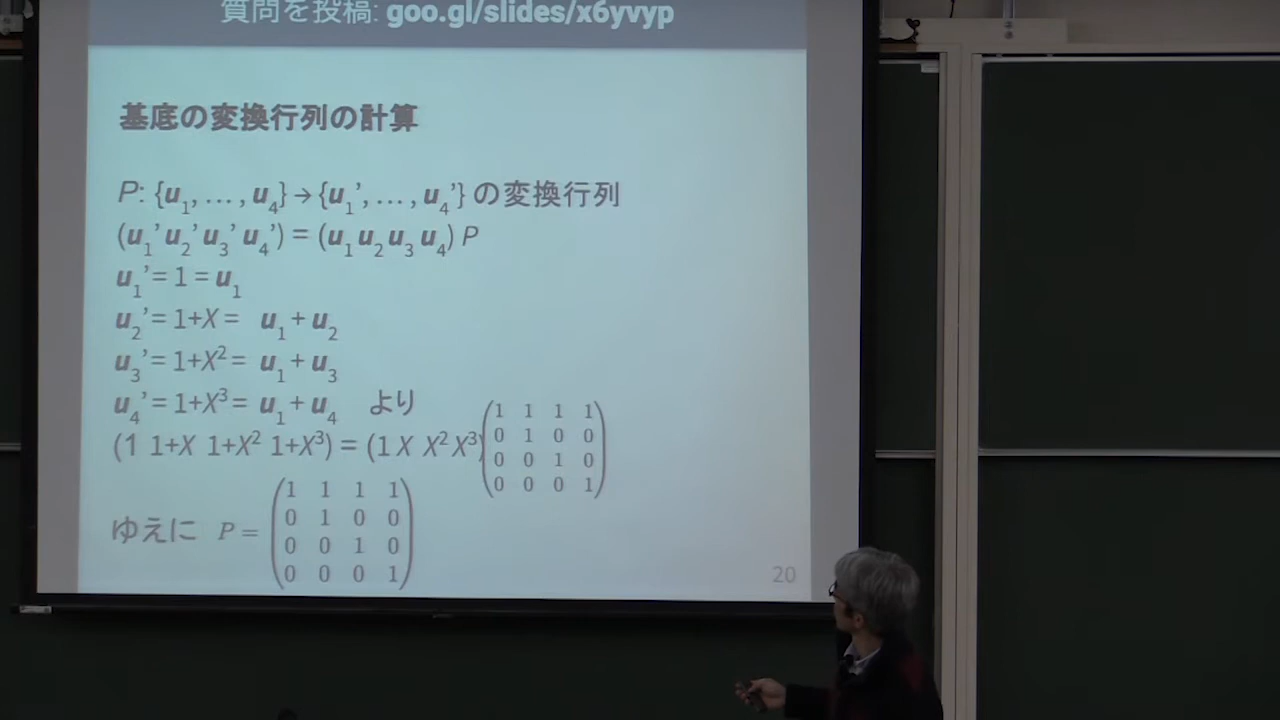 質問を投稿: goo.gl/slides/x6yvyp
基底の変換行列の計算
P: {u₁, … , u₄} → {u₁’, … , u₄’} の変換行列
(u₁’ u₂’ u₃’ u₄’) = (u₁ u₂ u₃ u₄) P
u₁’ = 1 = u₁
u₂’ = 1+X = u₁ + u₂
u₃’ = 1+X² = u₁ + u₃
u₄’ = 1+X³ = u₁ + u₄ より
(1 1+X 1+X² 1+X³) = (1 X X² X³)
1 1 1 1
0 1 0 0
0 0 1 0
0 0 0 1
ゆえに P =
1 1 1 1
0 1 0 0
0 0 1 0
0 0 0 1
20